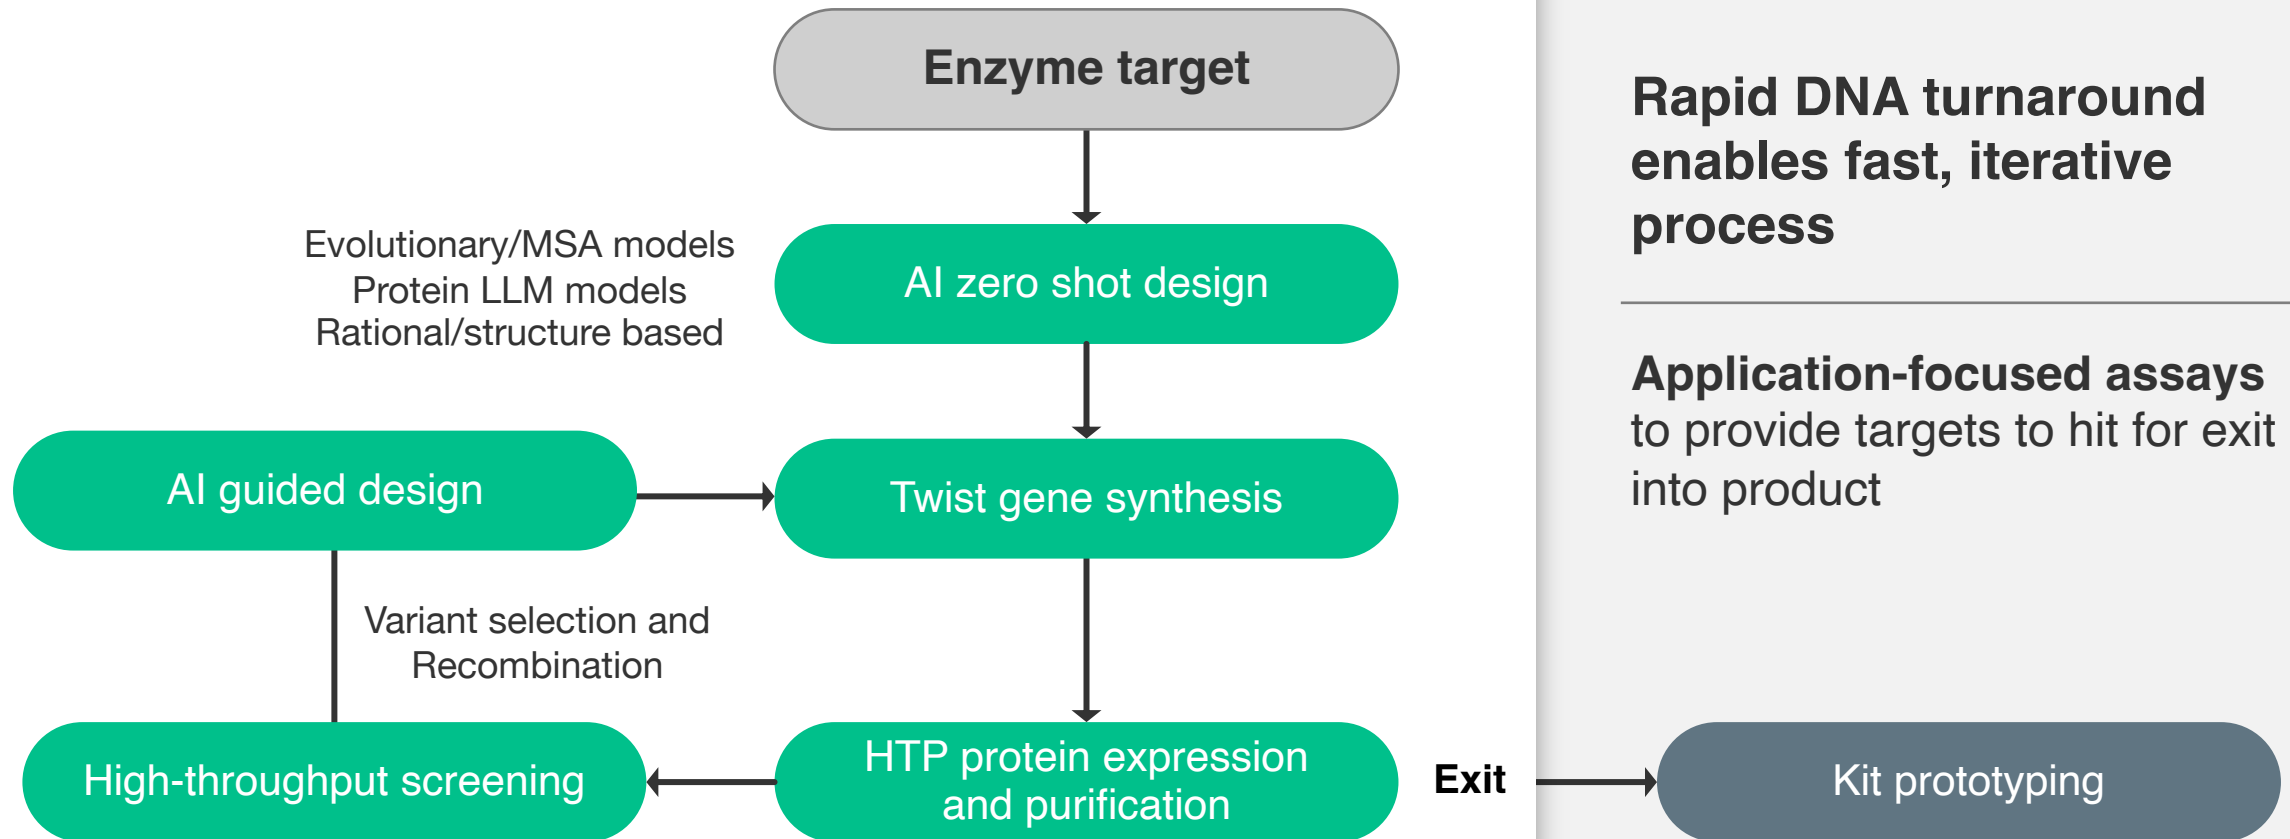 Enzyme target
Evolutionary/MSA models
Protein LLM models
Rational/structure based
AI zero shot design
AI guided design
Twist gene synthesis
Variant selection and
Recombination
High-throughput screening
HTP protein expression
and purification
Exit
Rapid DNA turnaround
enables fast, iterative
process
Application-focused assays
to provide targets to hit for exit
into product
Kit prototyping